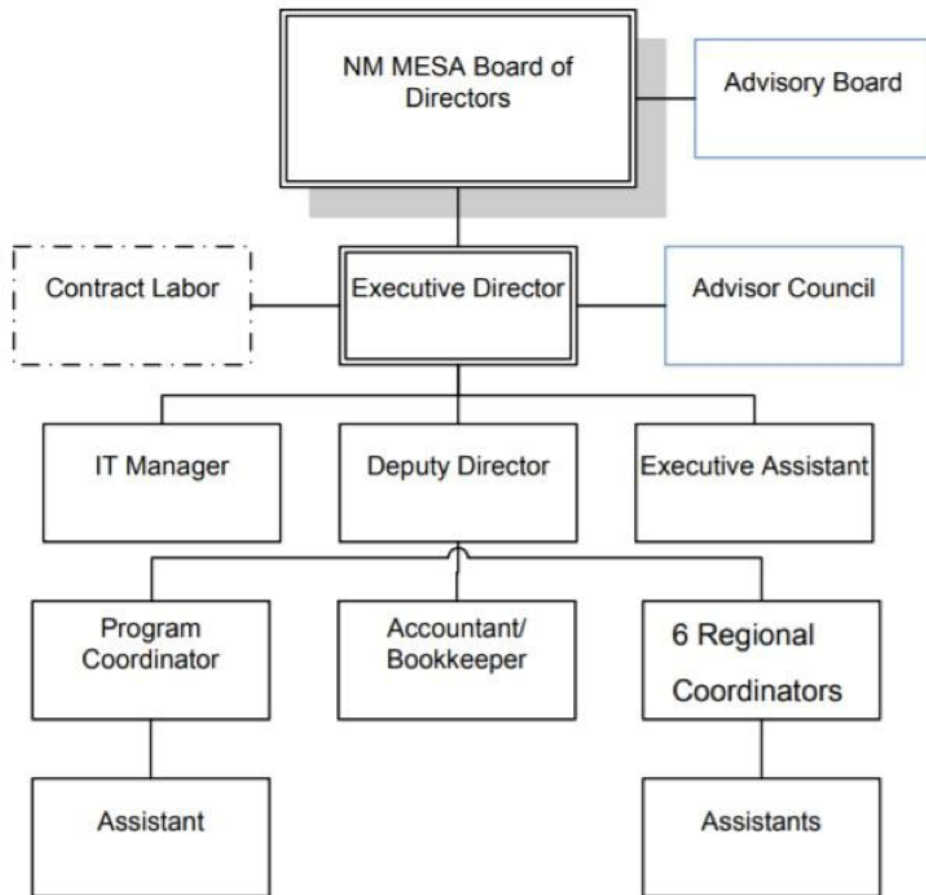 NM MESA Board of
Directors
Advisory Board
Contract Labor
Executive Director
Advisor Council
IT Manager
Deputy Director
Executive Assistant
Program
Coordinator
Accountant/
Bookkeeper
6 Regional
Coordinators
Assistant
Assistants